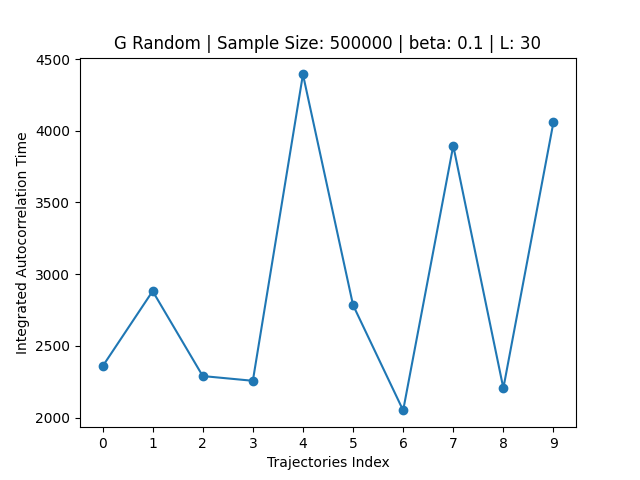 G Random | Sample Size: 500000 | beta: 0.1 | L: 30
Integrated Autocorrelation Time
4500
4000
3500
3000
2500
2000
0 1 2 3 4 5 6 7 8 9
Trajectories Index